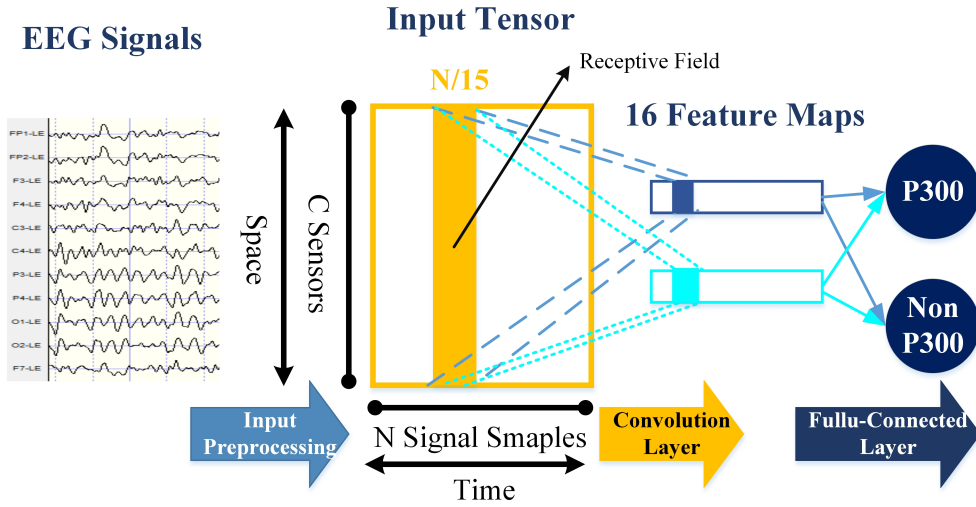 EEG Signals
Input Tensor
N/15
Receptive Field
16 Feature Maps
FP1-LE
FP2-LE
F3-LE
F4-LE
C3-LE
C4-LE
P3-LE
P4-LE
O1-LE
O2-LE
F7-LE
Space
C Sensors
P300
Non
P300
Input
Preprocessing
N Signal Smaples
Time
Convolution
Layer
Fullu-Connected
Layer